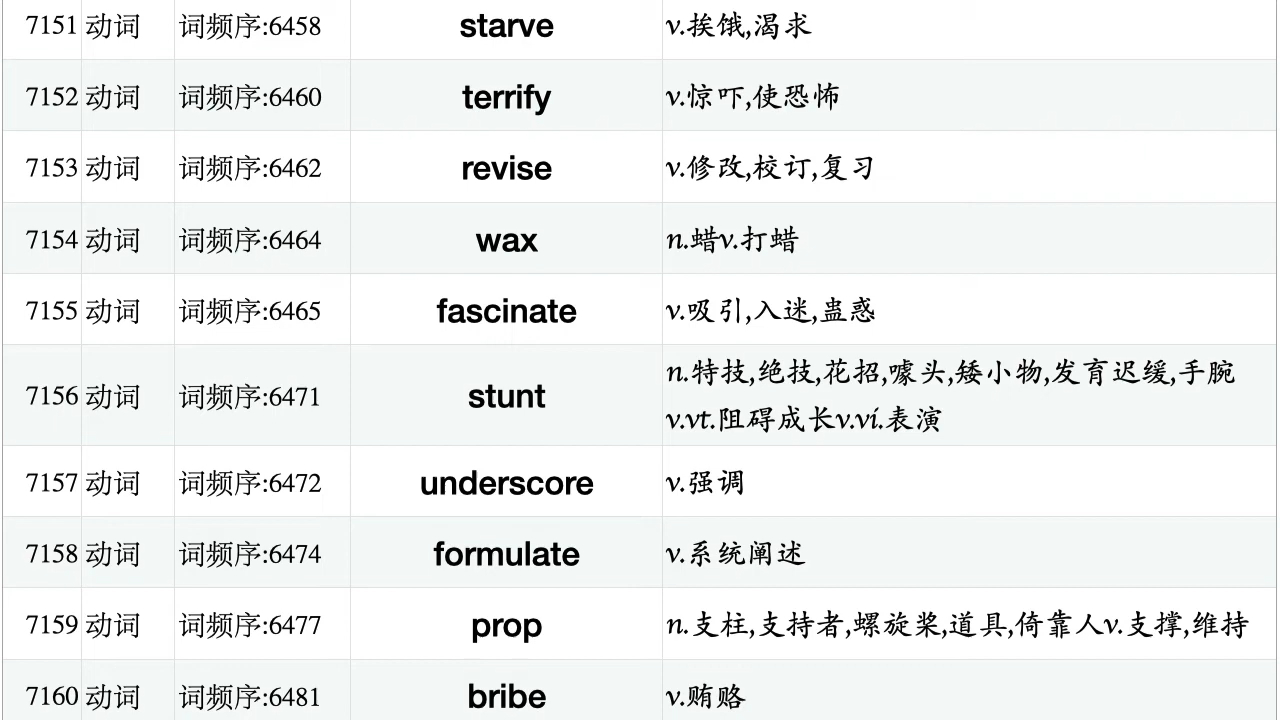 7151 动词 词频序:6458 starve v.挨饿,渴求
7152 动词 词频序:6460 terrify v.惊吓,使恐怖
7153 动词 词频序:6462 revise v.修改,校订,复习
7154 动词 词频序:6464 wax n.蜡v.打蜡
7155 动词 词频序:6465 fascinate v.吸引,入迷,蛊惑
7156 动词 词频序:6471 stunt n.特技,绝技,花招,噱头,矮小物,发育迟缓,手腕
v.vt.阻碍成长v.vi.表演
7157 动词 词频序:6472 underscore v.强调
7158 动词 词频序:6474 formulate v.系统阐述
7159 动词 词频序:6477 prop n.支柱,支持者,螺旋桨,道具,倚靠人v.支撑,维持
7160 动词 词频序:6481 bribe v.贿赂